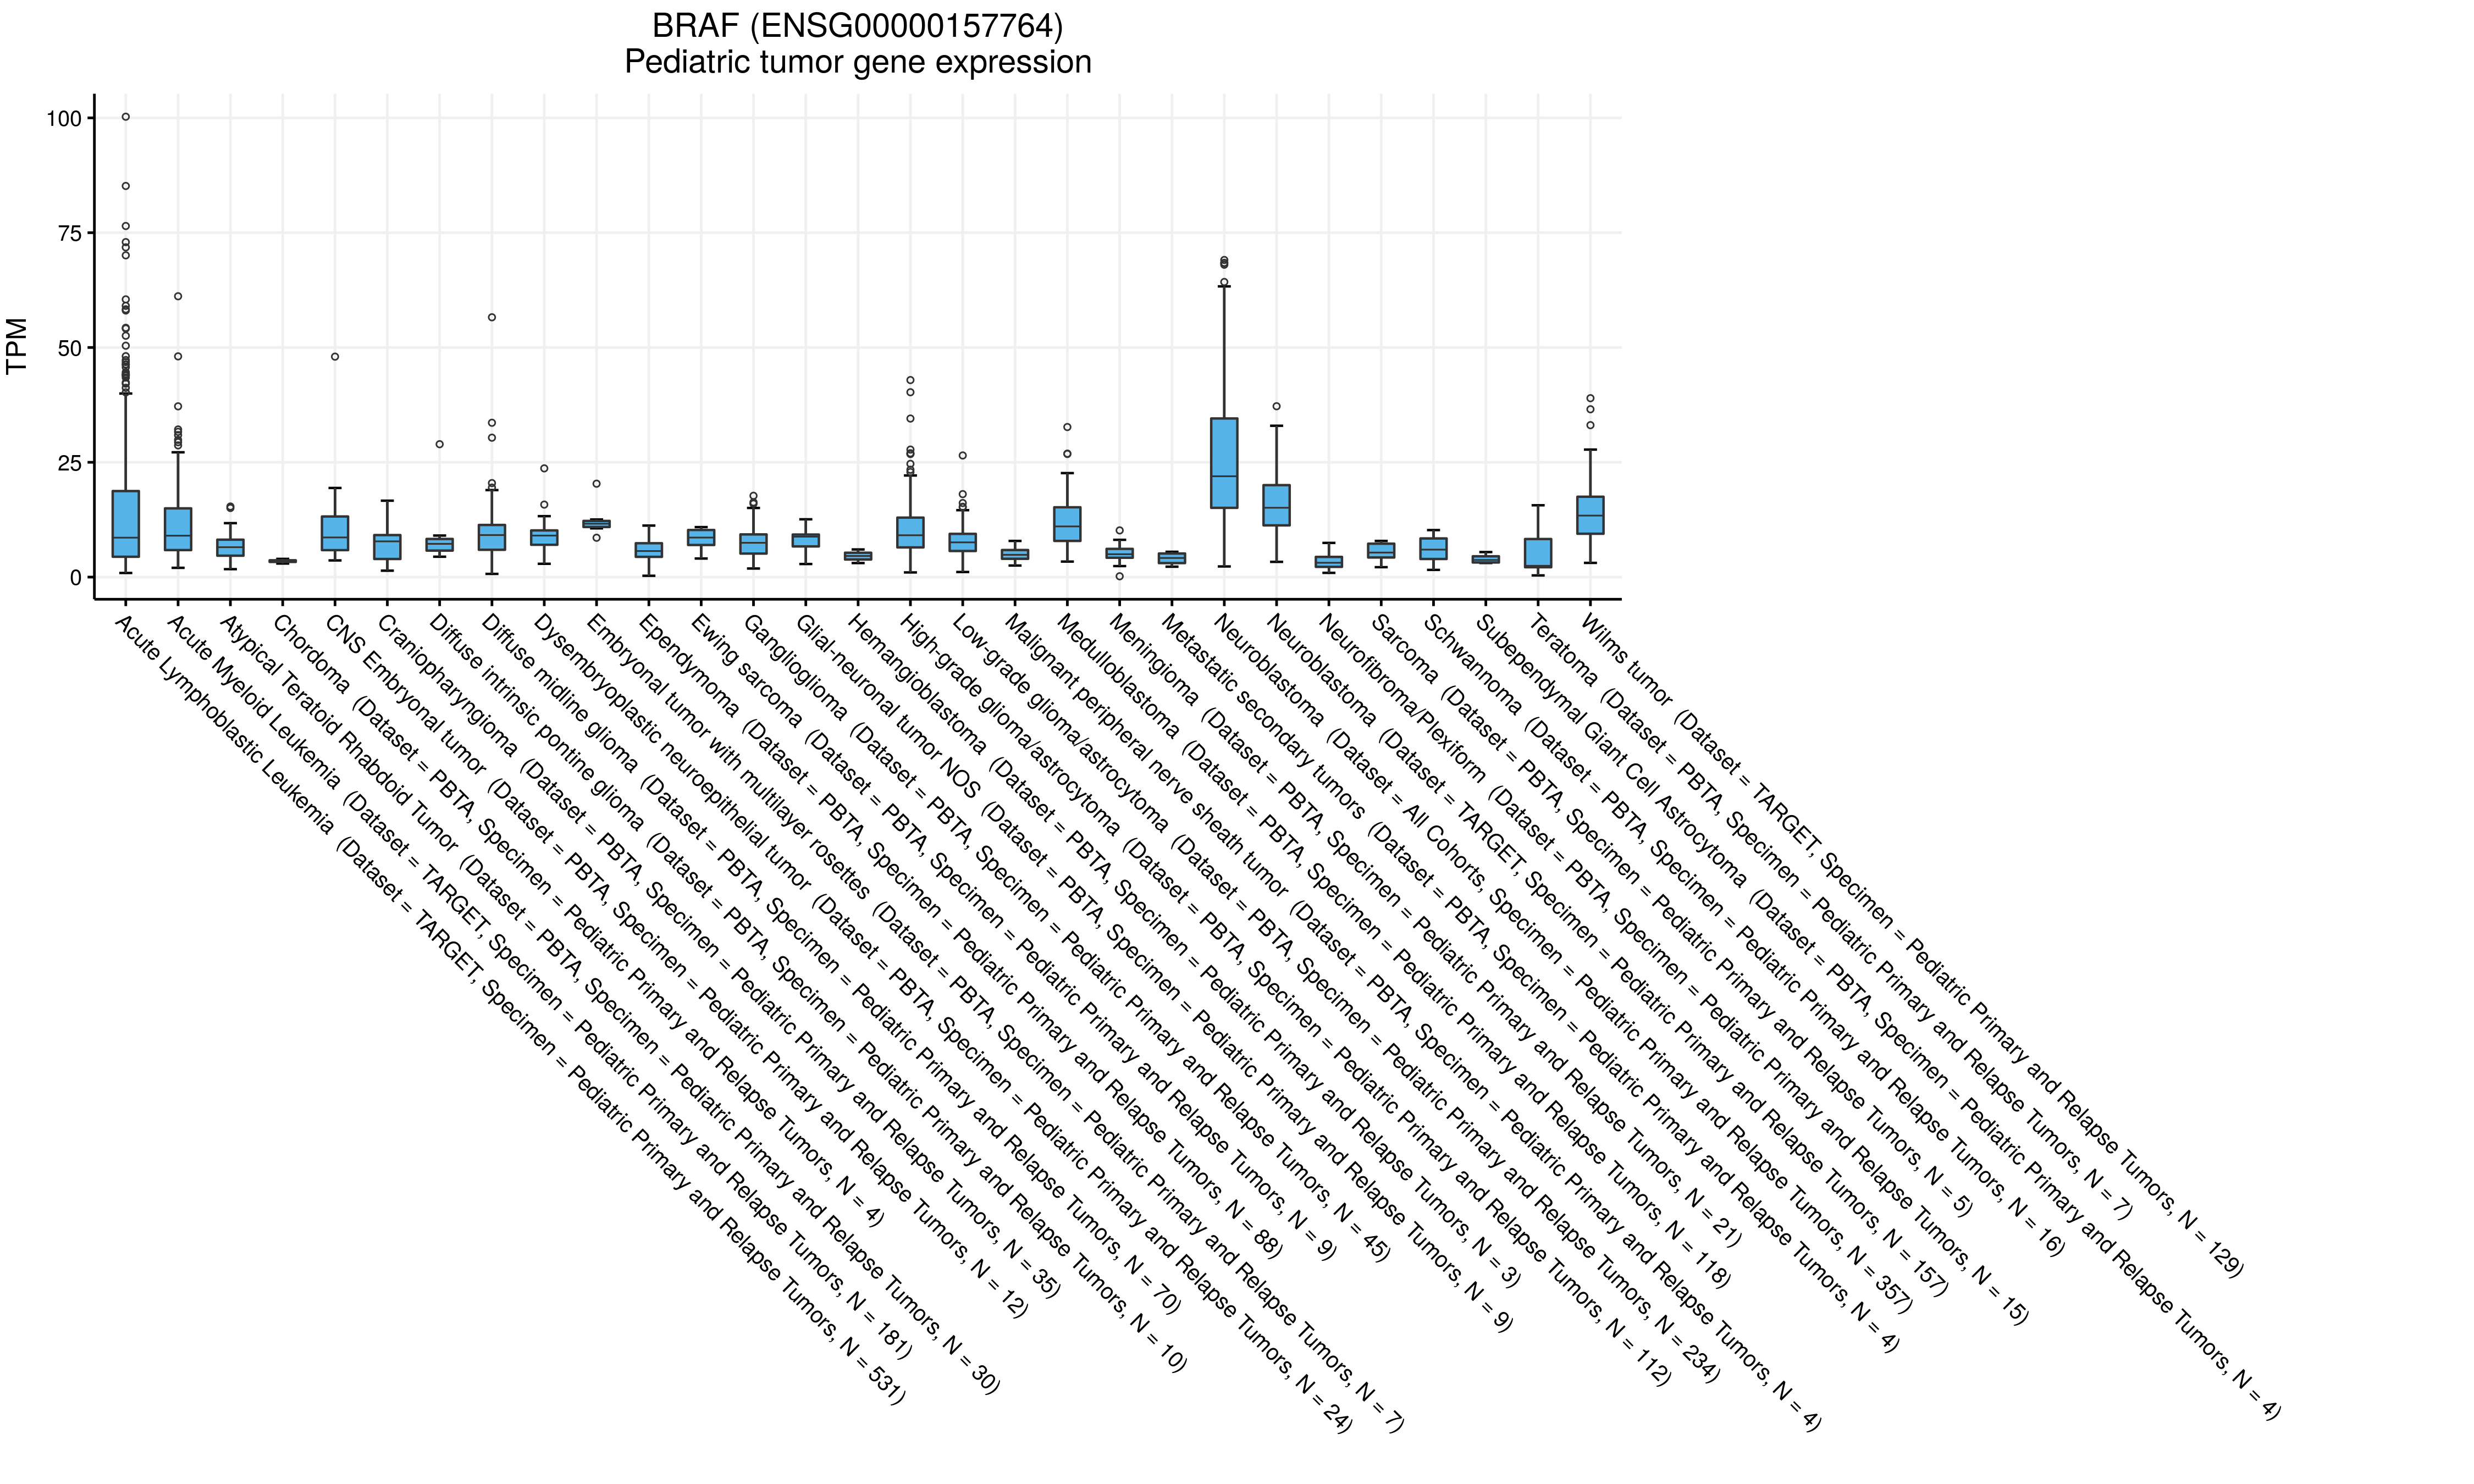 BRAF (ENSG00000157764)
Pediatric tumor gene expression
TPM
100
75
50
25
0
Acute Lymphoblastic Leukemia (Dataset = TARGET, Specimen = Pediatric Primary and Relapse Tumors, N = 531)
Acute Myeloid Leukemia (Dataset = TARGET, Specimen = Pediatric Primary and Relapse Tumors, N = 181)
Atypical Teratoid Rhabdoid Tumor (Dataset = PBTA, Specimen = Pediatric Primary and Relapse Tumors, N = 30)
Chordoma (Dataset = PBTA, Specimen = Pediatric Primary and Relapse Tumors, N = 4)
CNS Embryonal tumor (Dataset = PBTA, Specimen = Pediatric Primary and Relapse Tumors, N = 12)
Craniopharyngioma (Dataset = PBTA, Specimen = Pediatric Primary and Relapse Tumors, N = 35)
Diffuse intrinsic pontine glioma (Dataset = PBTA, Specimen = Pediatric Primary and Relapse Tumors, N = 10)
Diffuse midline glioma (Dataset = PBTA, Specimen = Pediatric Primary and Relapse Tumors, N = 70)
Dysembryoplastic neuroepithelial tumor (Dataset = PBTA, Specimen = Pediatric Primary and Relapse Tumors, N = 24)
Embryonal tumor with multilayer rosettes (Dataset = PBTA, Specimen = Pediatric Primary and Relapse Tumors, N = 7)
Ependymoma (Dataset = PBTA, Specimen = Pediatric Primary and Relapse Tumors, N = 88)
Ewing sarcoma (Dataset = PBTA, Specimen = Pediatric Primary and Relapse Tumors, N = 9)
Ganglioglioma (Dataset = PBTA, Specimen = Pediatric Primary and Relapse Tumors, N = 45)
Glial-neuronal tumor NOS (Dataset = PBTA, Specimen = Pediatric Primary and Relapse Tumors, N = 9)
Hemangioblastoma (Dataset = PBTA, Specimen = Pediatric Primary and Relapse Tumors, N = 3)
High-grade glioma/astrocytoma (Dataset = PBTA, Specimen = Pediatric Primary and Relapse Tumors, N = 112)
Low-grade glioma/astrocytoma (Dataset = PBTA, Specimen = Pediatric Primary and Relapse Tumors, N = 234)
Malignant peripheral nerve sheath tumor (Dataset = PBTA, Specimen = Pediatric Primary and Relapse Tumors, N = 4)
Medulloblastoma (Dataset = PBTA, Specimen = Pediatric Primary and Relapse Tumors, N = 118)
Meningioma (Dataset = PBTA, Specimen = Pediatric Primary and Relapse Tumors, N = 21)
Metastatic secondary tumors (Dataset = PBTA, Specimen = Pediatric Primary and Relapse Tumors, N = 4)
Neuroblastoma (Dataset = All Cohorts, Specimen = Pediatric Primary and Relapse Tumors, N = 357)
Neuroblastoma (Dataset = TARGET, Specimen = Pediatric Primary and Relapse Tumors, N = 157)
Neurofibroma/Plexiform (Dataset = PBTA, Specimen = Pediatric Primary and Relapse Tumors, N = 15)
Sarcoma (Dataset = PBTA, Specimen = Pediatric Primary and Relapse Tumors, N = 5)
Schwannoma (Dataset = PBTA, Specimen = Pediatric Primary and Relapse Tumors, N = 16)
Subependymal Giant Cell Astrocytoma (Dataset = PBTA, Specimen = Pediatric Primary and Relapse Tumors, N = 4)
Teratoma (Dataset = PBTA, Specimen = Pediatric Primary and Relapse Tumors, N = 7)
Wilms tumor (Dataset = TARGET, Specimen = Pediatric Primary and Relapse Tumors, N = 129)